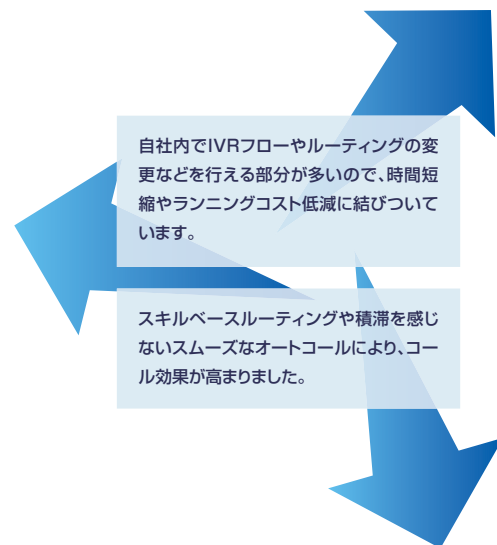 自社内でIVRフローやルーティングの変
更などを行える部分が多いので、時間短
縮やランニングコスト低減に結びついて
います。
スキルベースルーティングや積滞を感じ
ないスムーズなオートコールにより、コー
ル効果が高まりました。